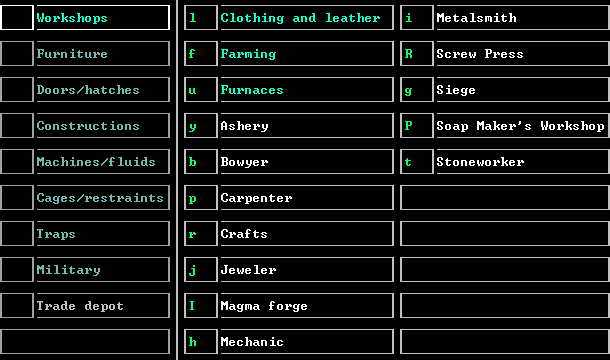 Workshops
Furniture
Doors/hatches
Constructions
Machines/fluids
Cages/restraints
Traps
Military
Trade depot
l Clothing and leather
f Farming
u Furnaces
y Ashery
b Bowyer
p Carpenter
r Crafts
j Jeweler
I Magma forge
h Mechanic
i Metalsmith
R Screw Press
g Siege
P Soap Maker's Workshop
t Stoneworker